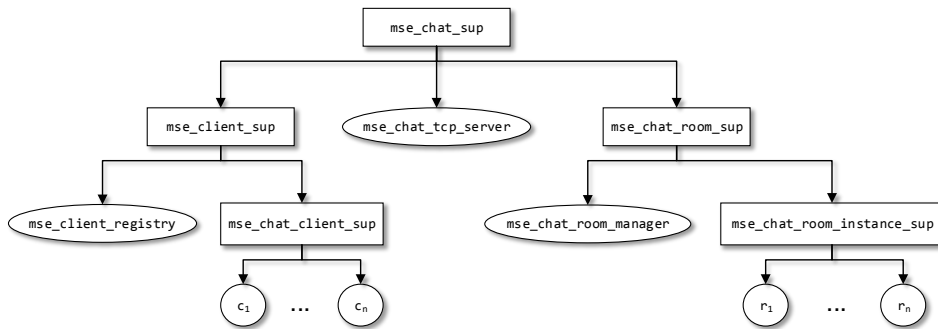 mse_chat_sup
mse_client_sup
mse_chat_tcp_server
mse_chat_room_sup
mse_client_registry
mse_chat_client_sup
mse_chat_room_manager
mse_chat_room_instance_sup
c1 ... cn
r1 ... rn